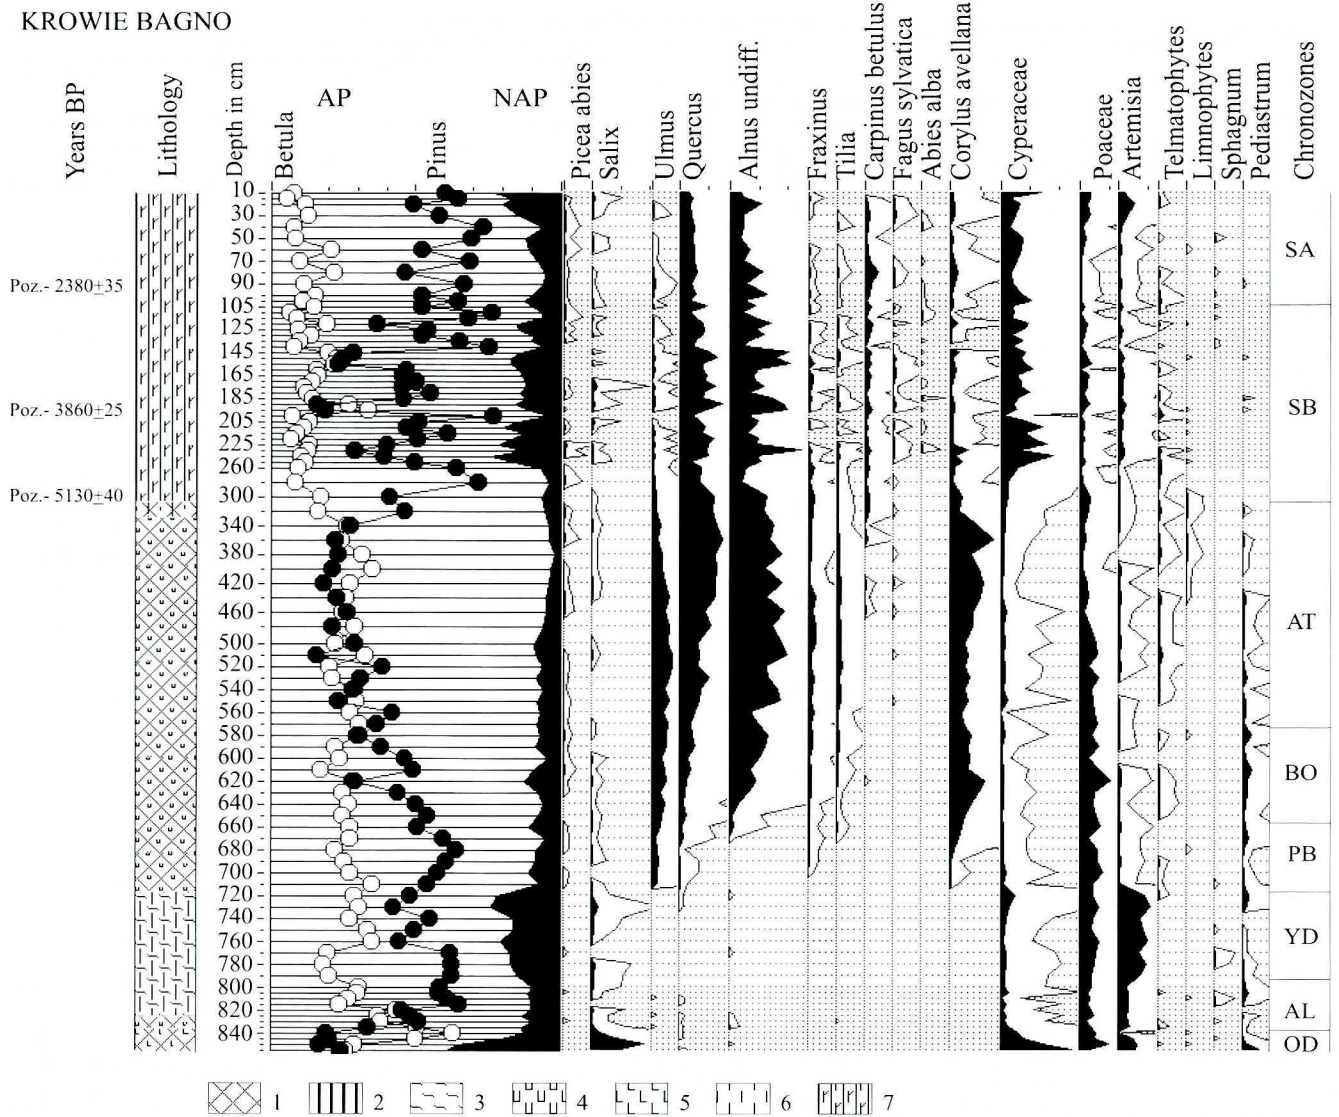 KROWIE BAGNO
Years BP
Lithology
Depth in cm
AP
NAP
Betula
Pinus
Picea abies
Salix
Ulmus
Quercus
Alnus undiff.
Fraxinus
Tilia
Carpinus betulus
Fagus sylvatica
Abies alba
Corylus avellana
Cyperaceae
Poaceae
Artemisia
Telmatophytes
Limnophytes
Sphagnum
Pediastrum
Chronozones
10
30
50
70
Poz.- 2380±35
90
105
125
145
165
185
Poz.- 3860±25
205
225
260
Poz.- 5130±40
300
340
380
420
460
500
520
540
560
580
600
620
640
660
680
700
720
740
760
780
800
820
840
SA
SB
AT
BO
PB
YD
AL
OD
1 2 3 4 5 6 7